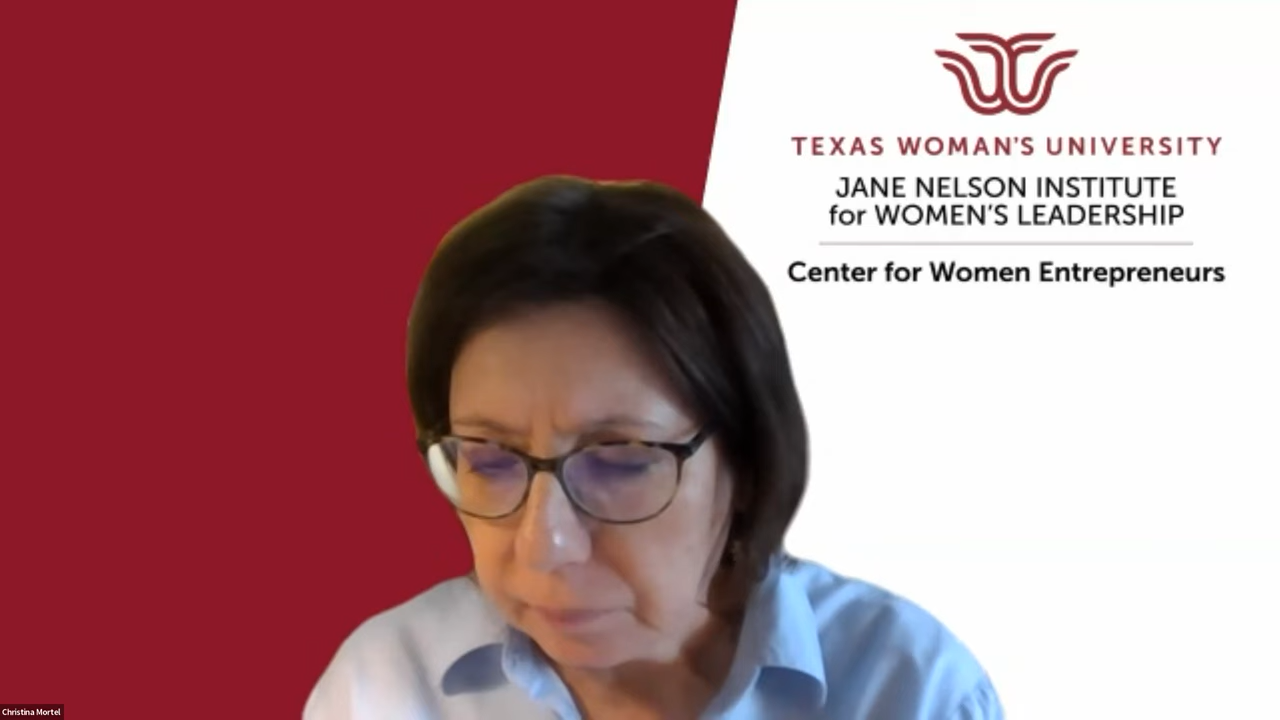 TEXAS WOMAN'S UNIVERSITY
JANE NELSON INSTITUTE
for WOMEN'S LEADERSHIP
Center for Women Entrepreneurs
Christina Mortel